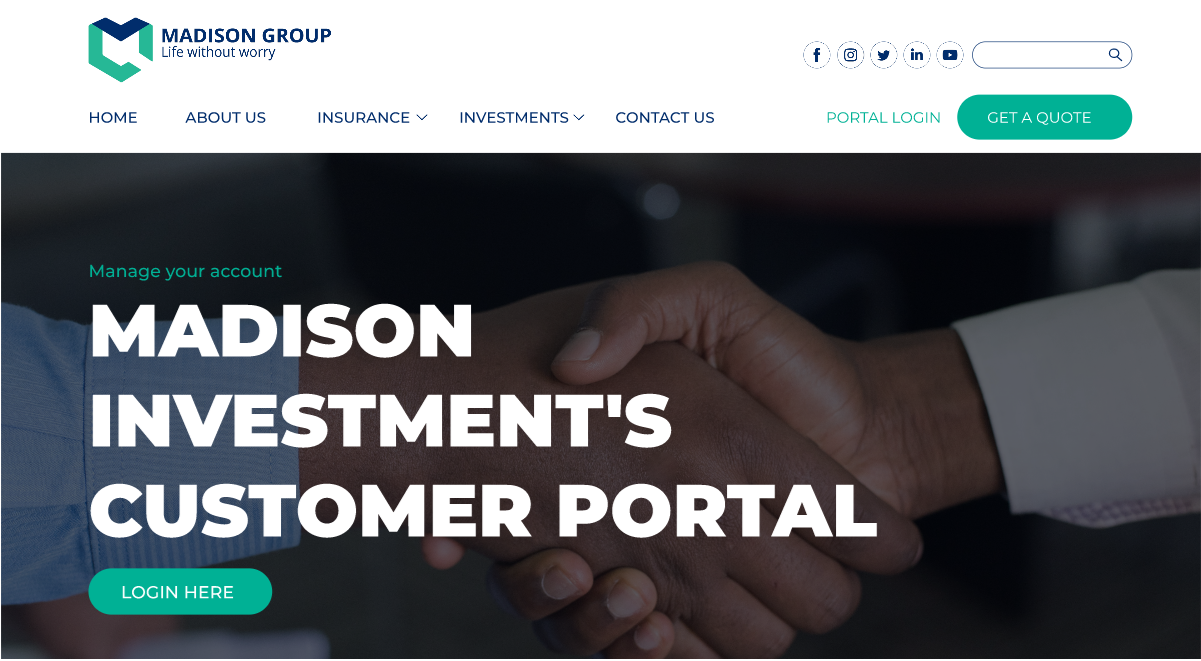 MADISON GROUP
Life without worry
HOME ABOUT US INSURANCE INVESTMENTS CONTACT US PORTAL LOGIN GET A QUOTE
Manage your account
MADISON
INVESTMENT'S
CUSTOMER PORTAL
LOGIN HERE